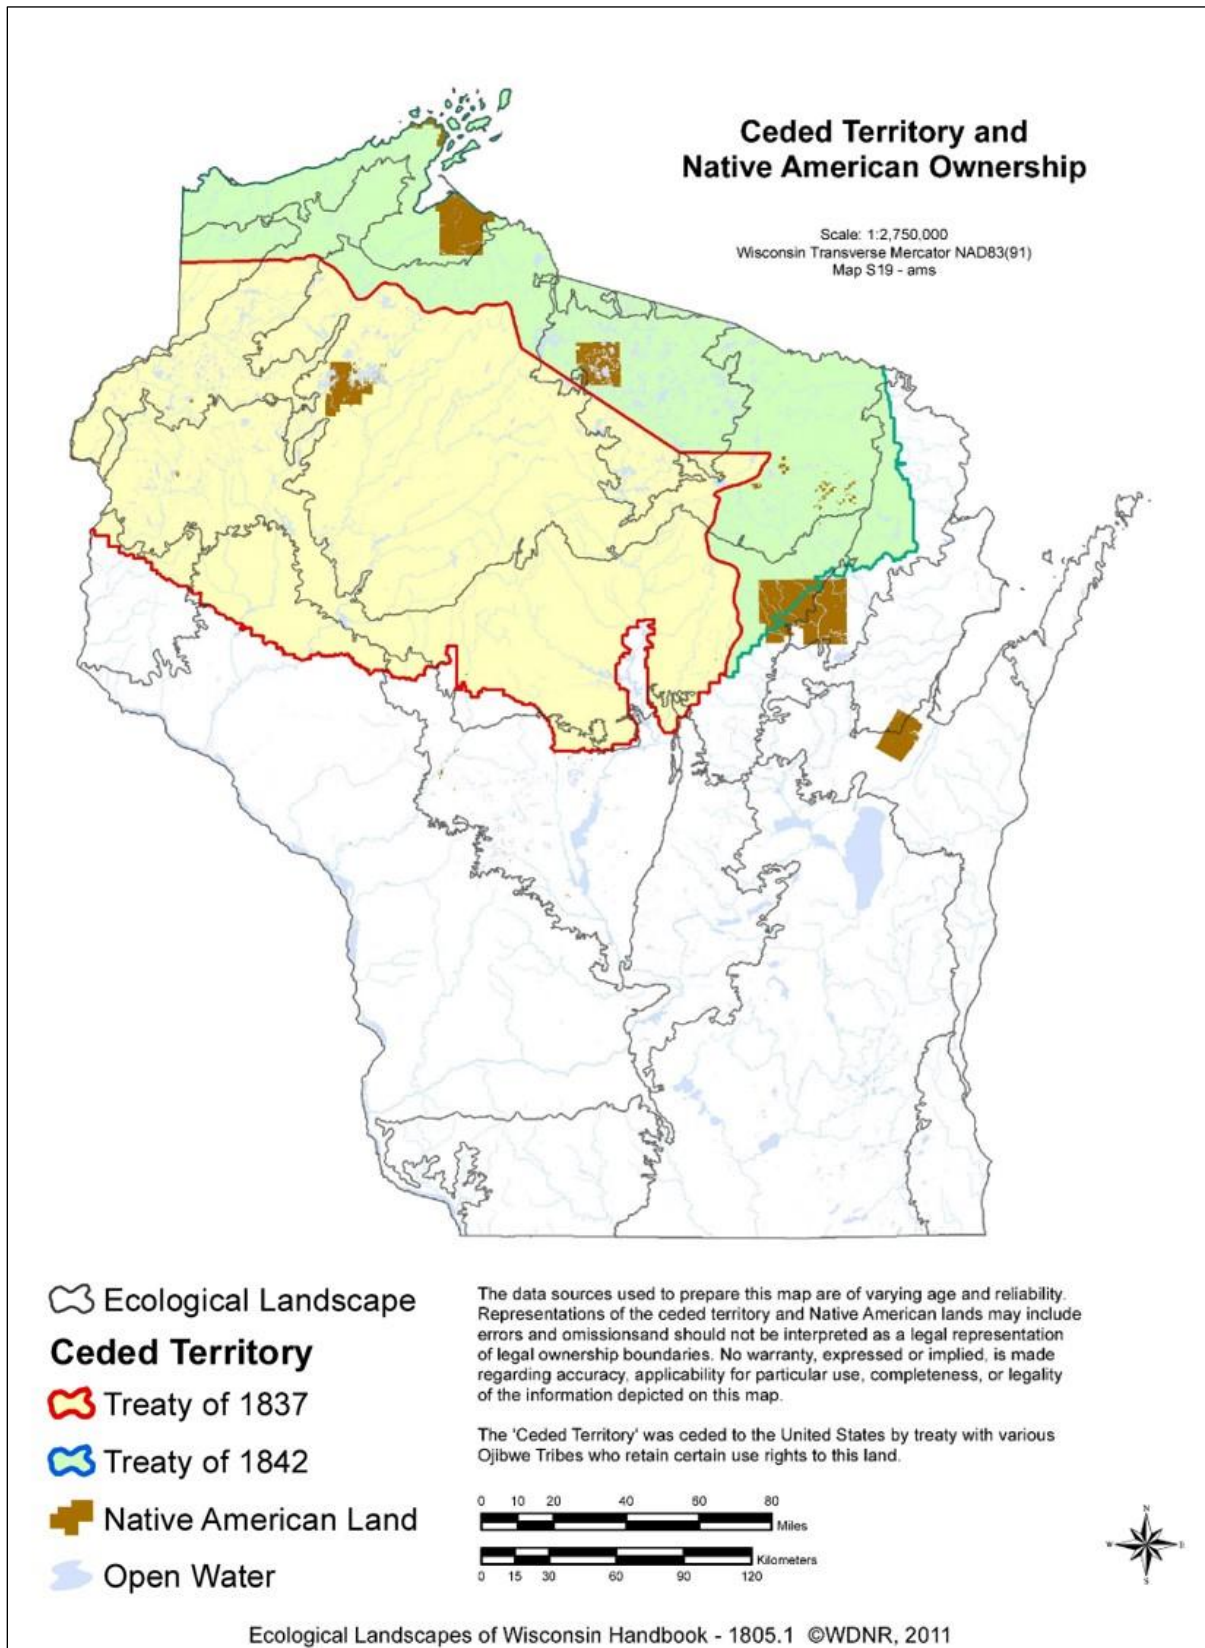 Ceded Territory and
Native American Ownership
Scale: 1:2,750,000
Wisconsin Transverse Mercator NAD83(91)
Map S19 - ams
Ecological Landscape
Ceded Territory
Treaty of 1837
Treaty of 1842
Native American Land
Open Water
The data sources used to prepare this map are of varying age and reliability.
Representations of the ceded territory and Native American lands may include
errors and omissionsand should not be interpreted as a legal representation
of legal ownership boundaries. No warranty, expressed or implied, is made
regarding accuracy, applicability for particular use, completeness, or legality
of the information depicted on this map.
The 'Ceded Territory' was ceded to the United States by treaty with various
Ojibwe Tribes who retain certain use rights to this land.
0 10 20 40 60 80
Miles
Kilometers
0 15 30 60 90 120
N
W E
S
Ecological Landscapes of Wisconsin Handbook - 1805.1 ©WDNR, 2011